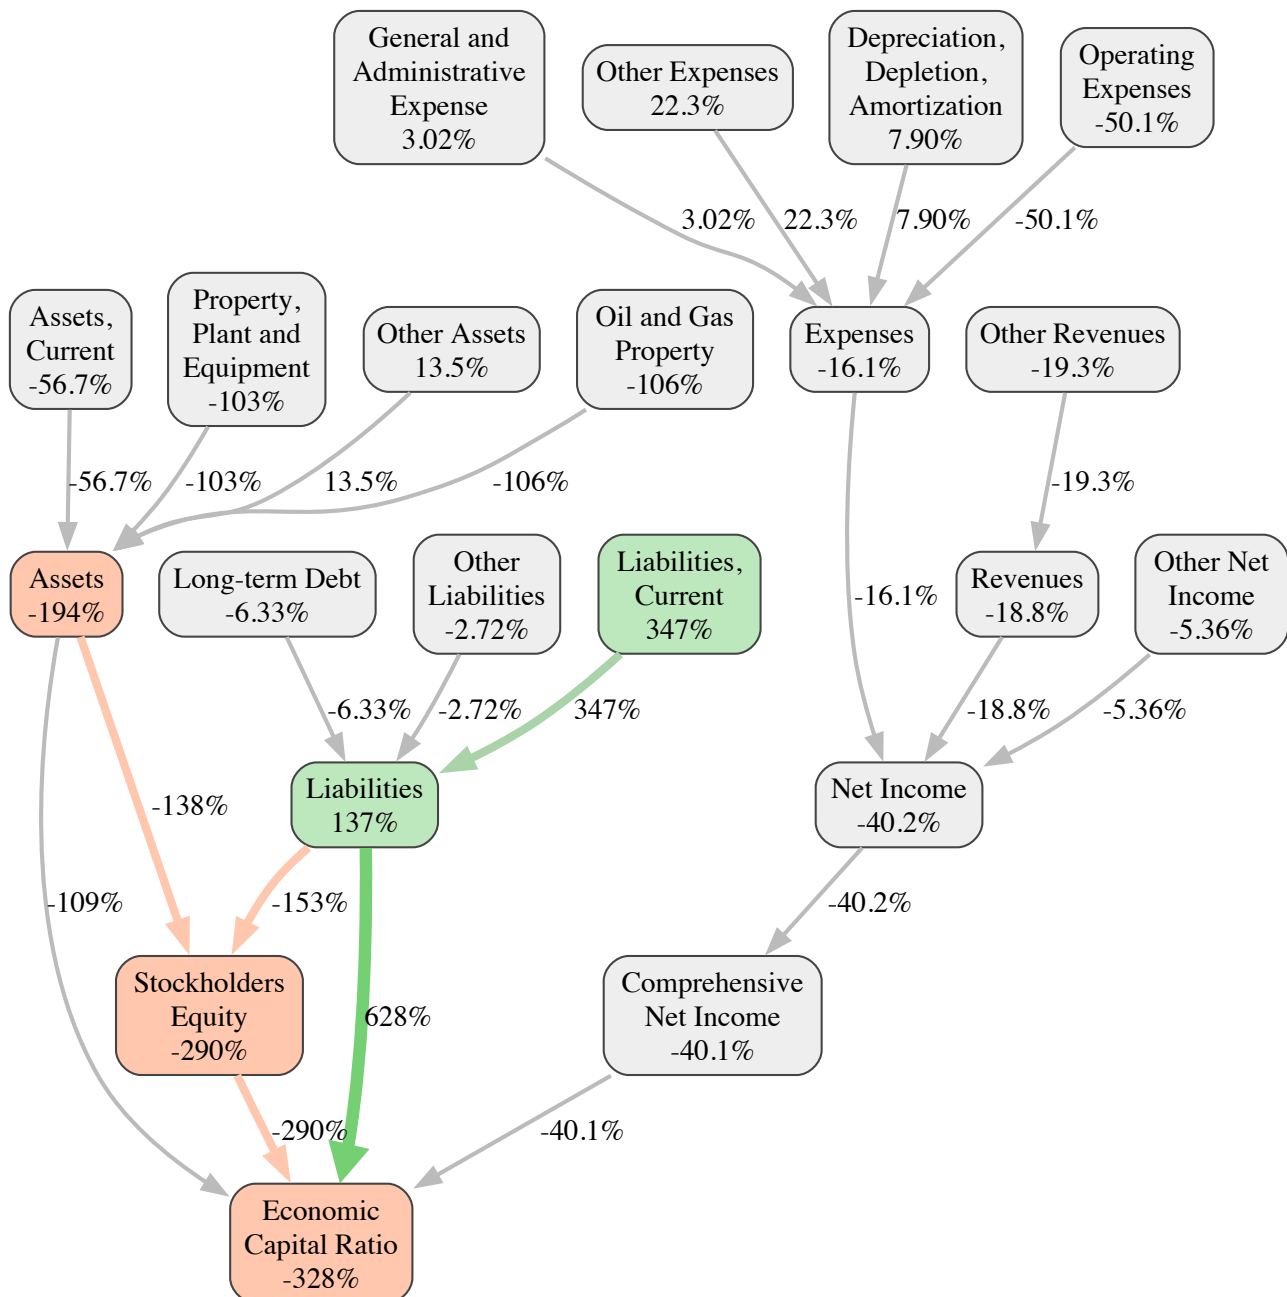 General and
Administrative
Expense
3.02%
Other Expenses
22.3%
Depreciation,
Depletion,
Amortization
7.90%
Operating
Expenses
-50.1%
3.02%
22.3%
7.90%
-50.1%
Assets,
Current
-56.7%
Property,
Plant and
Equipment
-103%
Other Assets
13.5%
Oil and Gas
Property
-106%
Expenses
-16.1%
Other Revenues
-19.3%
-56.7%
-103%
13.5%
-106%
-19.3%
Assets
-194%
Long-term Debt
-6.33%
Other
Liabilities
-2.72%
Liabilities,
Current
347%
-16.1%
Revenues
-18.8%
Other Net
Income
-5.36%
-6.33%
-2.72%
347%
-18.8%
-5.36%
-138%
Liabilities
137%
Net Income
-40.2%
-109%
-153%
-40.2%
Stockholders
Equity
-290%
628%
Comprehensive
Net Income
-40.1%
-290%
-40.1%
Economic
Capital Ratio
-328%